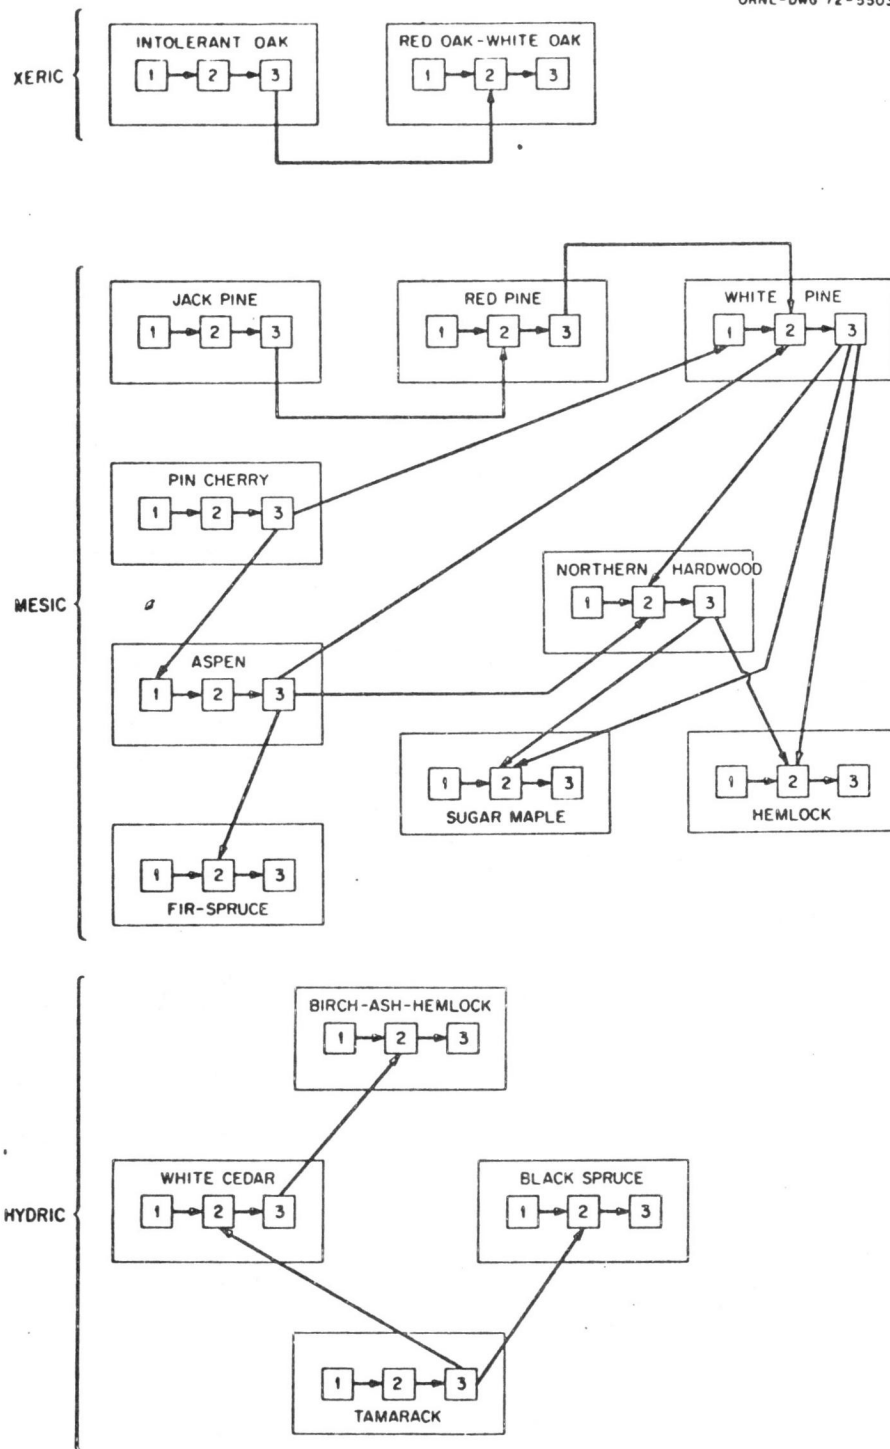 XERIC
INTOLERANT OAK
1 2 3
RED OAK-WHITE OAK
1 2 3
MESIC
JACK PINE
1 2 3
RED PINE
1 2 3
WHITE PINE
1 2 3
PIN CHERRY
1 2 3
NORTHERN HARDWOOD
1 2 3
ASPEN
1 2 3
1 2 3
SUGAR MAPLE
1 2 3
HEMLOCK
1 2 3
FIR-SPRUCE
HYDRIC
BIRCH-ASH-HEMLOCK
1 2 3
WHITE CEDAR
1 2 3
BLACK SPRUCE
1 2 3
1 2 3
TAMARACK